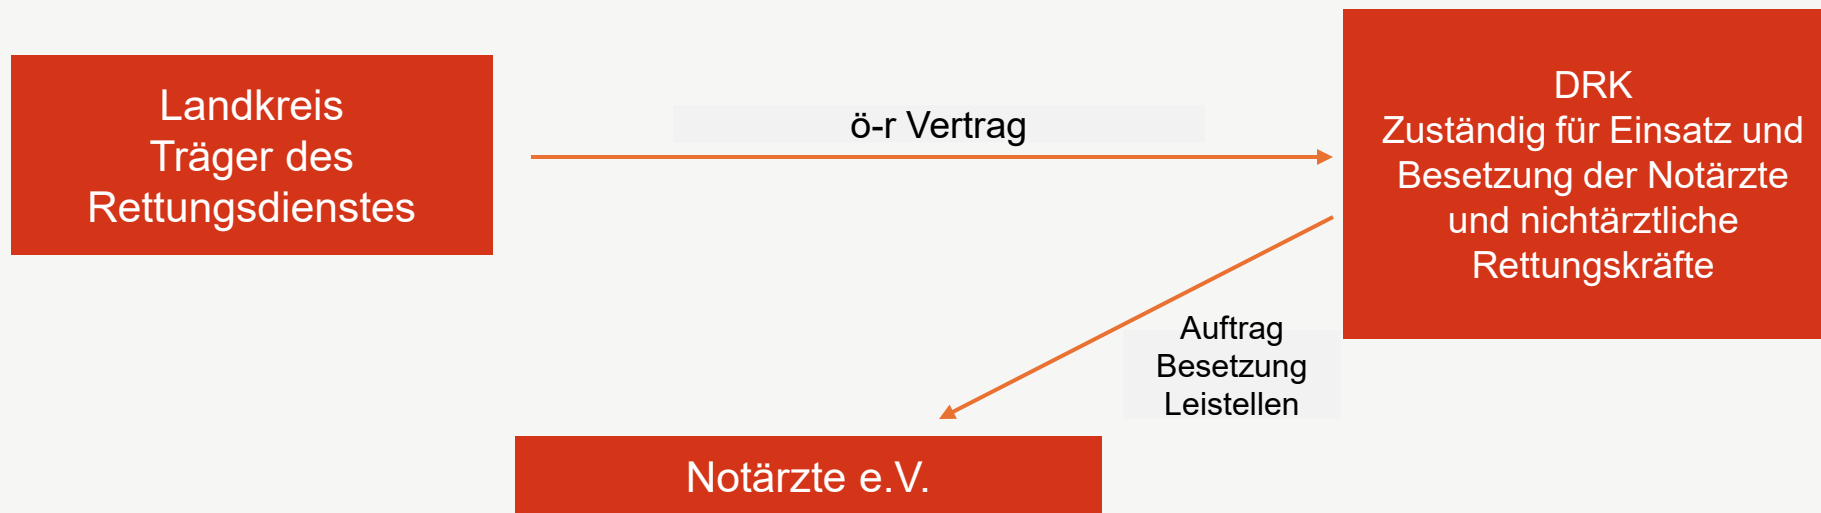 Landkreis
Träger des
Rettungsdienstes
ö-r Vertrag
DRK
Zuständig für Einsatz und
Besetzung der Notärzte
und nichtärztliche
Rettungskräfte
Auftrag
Besetzung
Leistellen
Notärzte e.V.